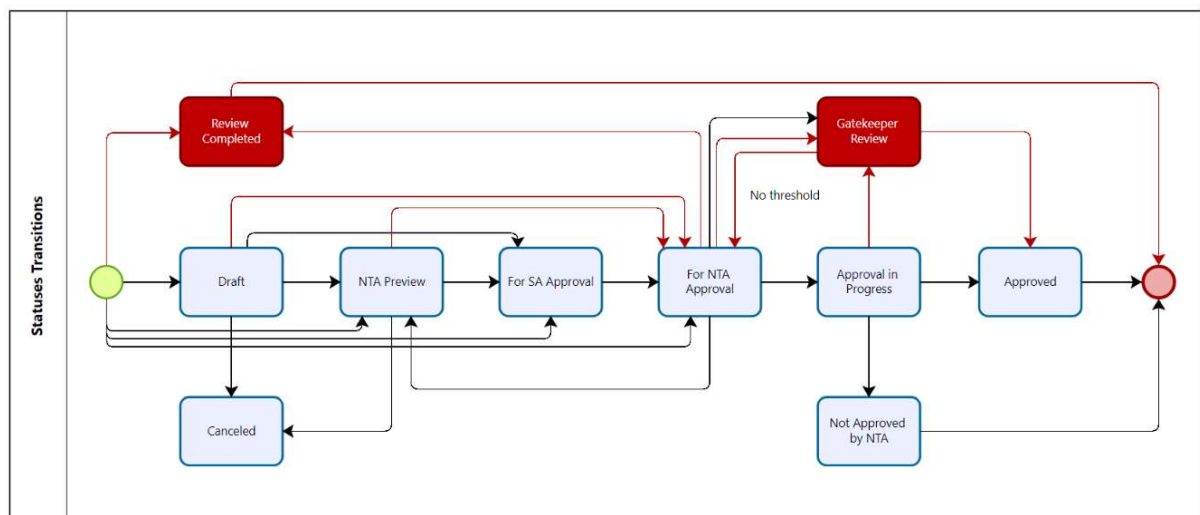 Statuses Transitions
Review
Completed
Gatekeeper
Review
No threshold
Draft
NTA Preview
For SA Approval
For NTA
Approval
Approval in
Progress
Approved
Canceled
Not Approved
by NTA